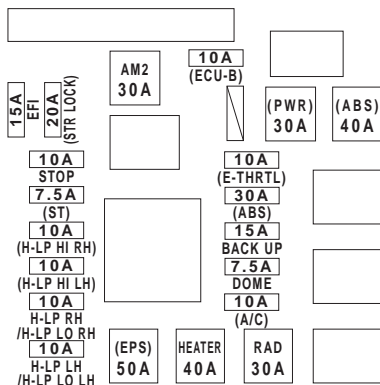 10A
(ECU-B)
AM2
30A
15A
EFI
20A
(STR LOCK)
(PWR)
30A
(ABS)
40A
10A
STOP
7.5A
(ST)
10A
(H-LP HI RH)
10A
(H-LP HI LH)
10A
H-LP RH
/H-LP LO RH
10A
H-LP LH
/H-LP LO LH
10A
(E-THRTL)
30A
(ABS)
15A
BACK UP
7.5A
DOME
10A
(A/C)
(EPS)
50A
HEATER
40A
RAD
30A